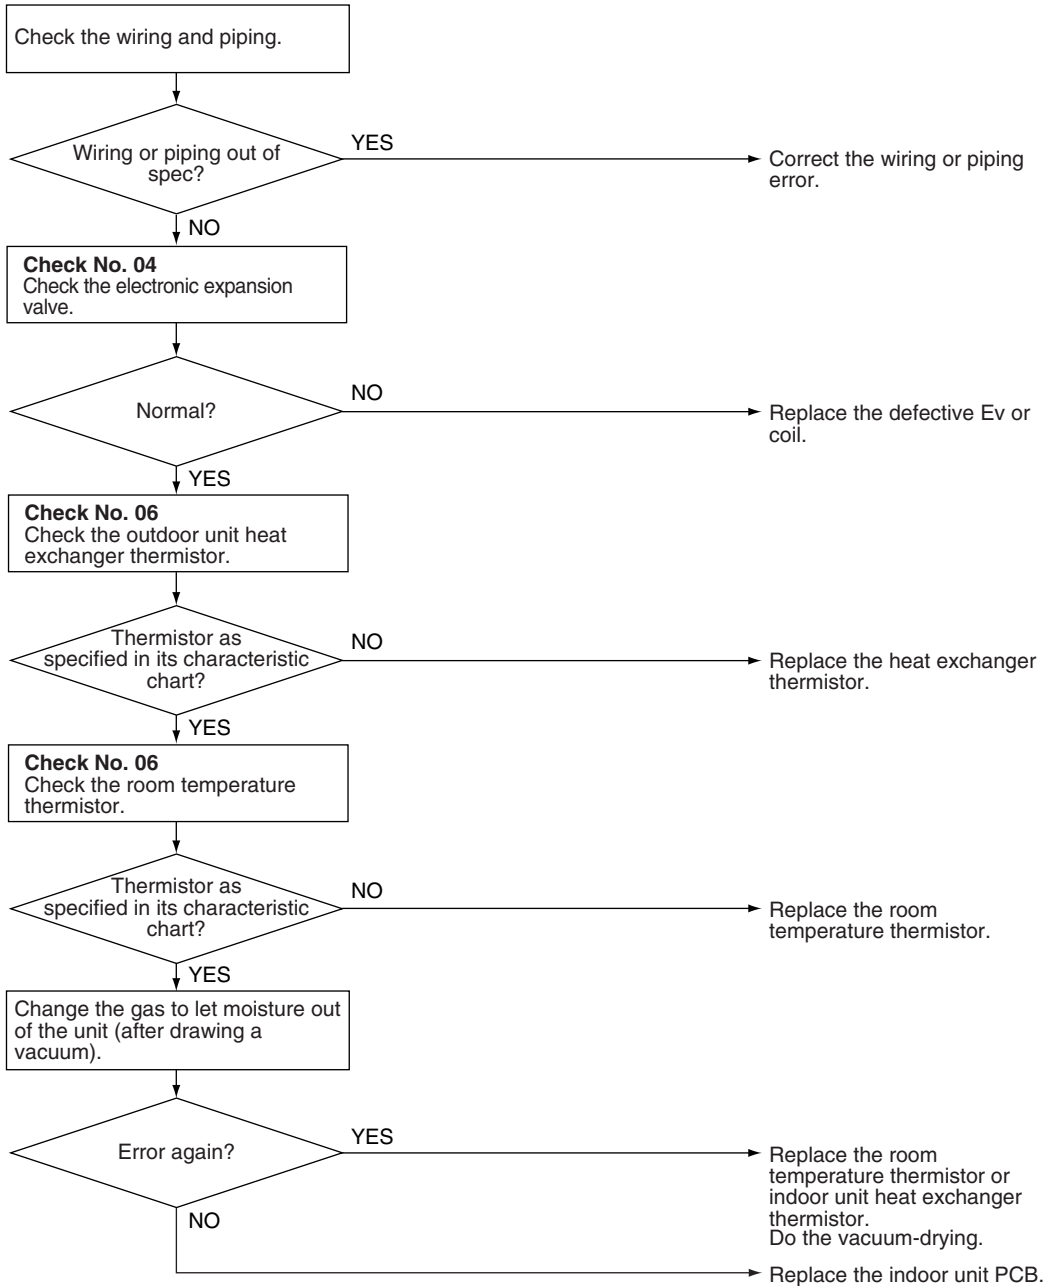 Check the wiring and piping.
Wiring or piping out of
spec?
YES
Correct the wiring or piping
error.
NO
Check No. 04
Check the electronic expansion
valve.
Normal?
NO
Replace the defective Ev or
coil.
YES
Check No. 06
Check the outdoor unit heat
exchanger thermistor.
Thermistor as
specified in its characteristic
chart?
NO
Replace the heat exchanger
thermistor.
YES
Check No. 06
Check the room temperature
thermistor.
Thermistor as
specified in its characteristic
chart?
NO
Replace the room
temperature thermistor.
YES
Change the gas to let moisture out
of the unit (after drawing a
vacuum).
Error again?
YES
Replace the room
temperature thermistor or
indoor unit heat exchanger
thermistor.
Do the vacuum-drying.
NO
Replace the indoor unit PCB.